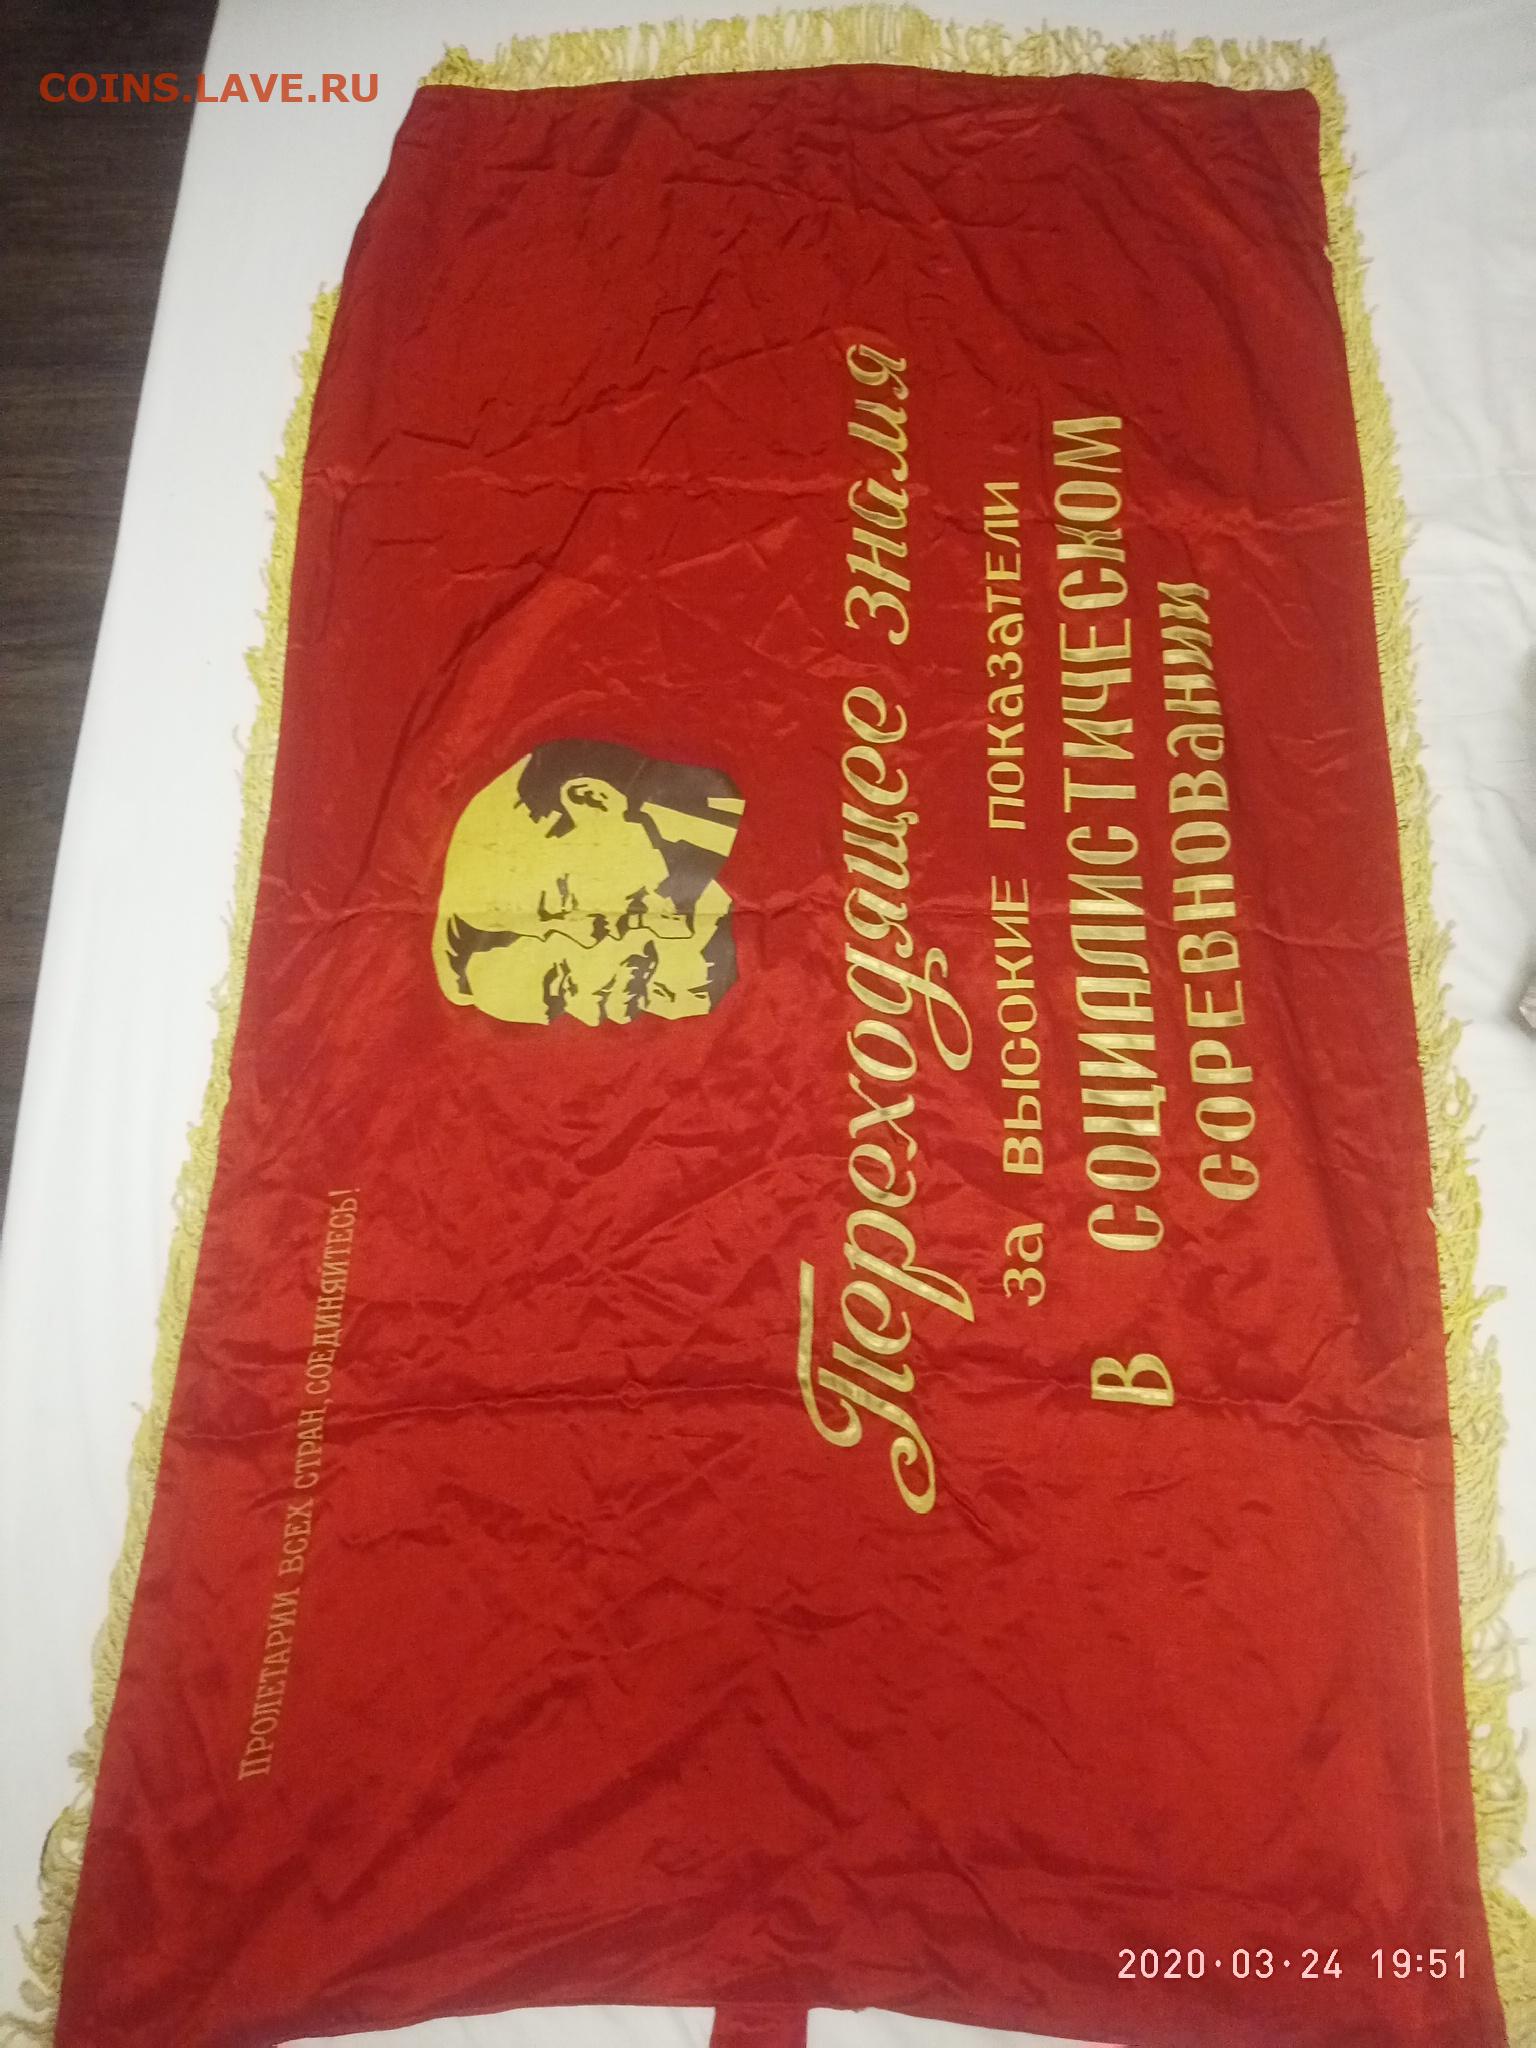 COINS.LAVE.RU
ПРОЛЕТАРИИ ВСЕХ СТРАН, СОЕДИНЯЙТЕСЬ!
Переходящее знамя
За ВЫСОКИЕ ПОКаЗаТЕЛИ
В СОЦИАЛИСТИЧЕСКОМ
СОРЕВНОВаНИИ
2020·03·24 19:51